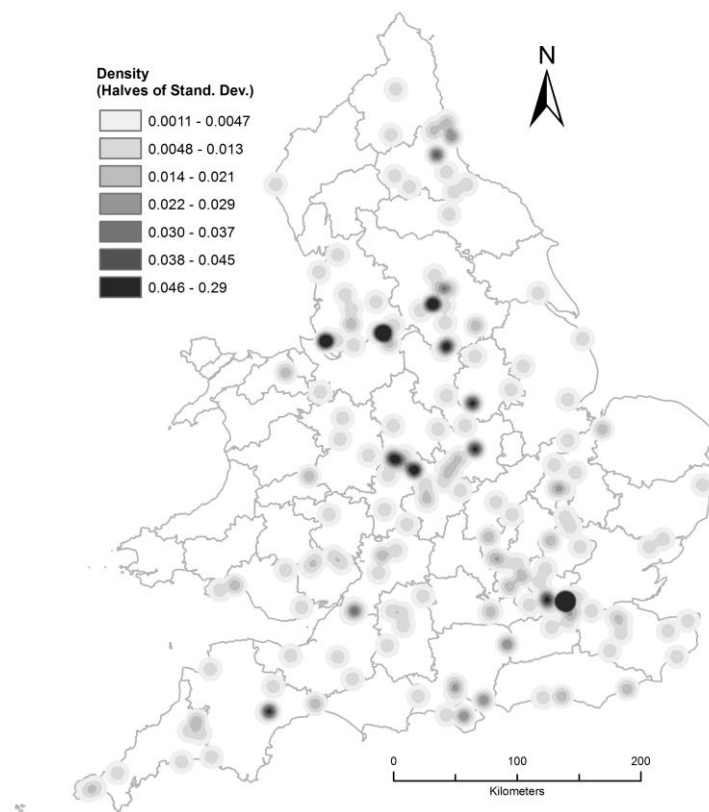 N
Density
(Halves of Stand. Dev.)
0.0011 - 0.0047
0.0048 - 0.013
0.014 - 0.021
0.022 - 0.029
0.030 - 0.037
0.038 - 0.045
0.046 - 0.29
0 100 200
Kilometers